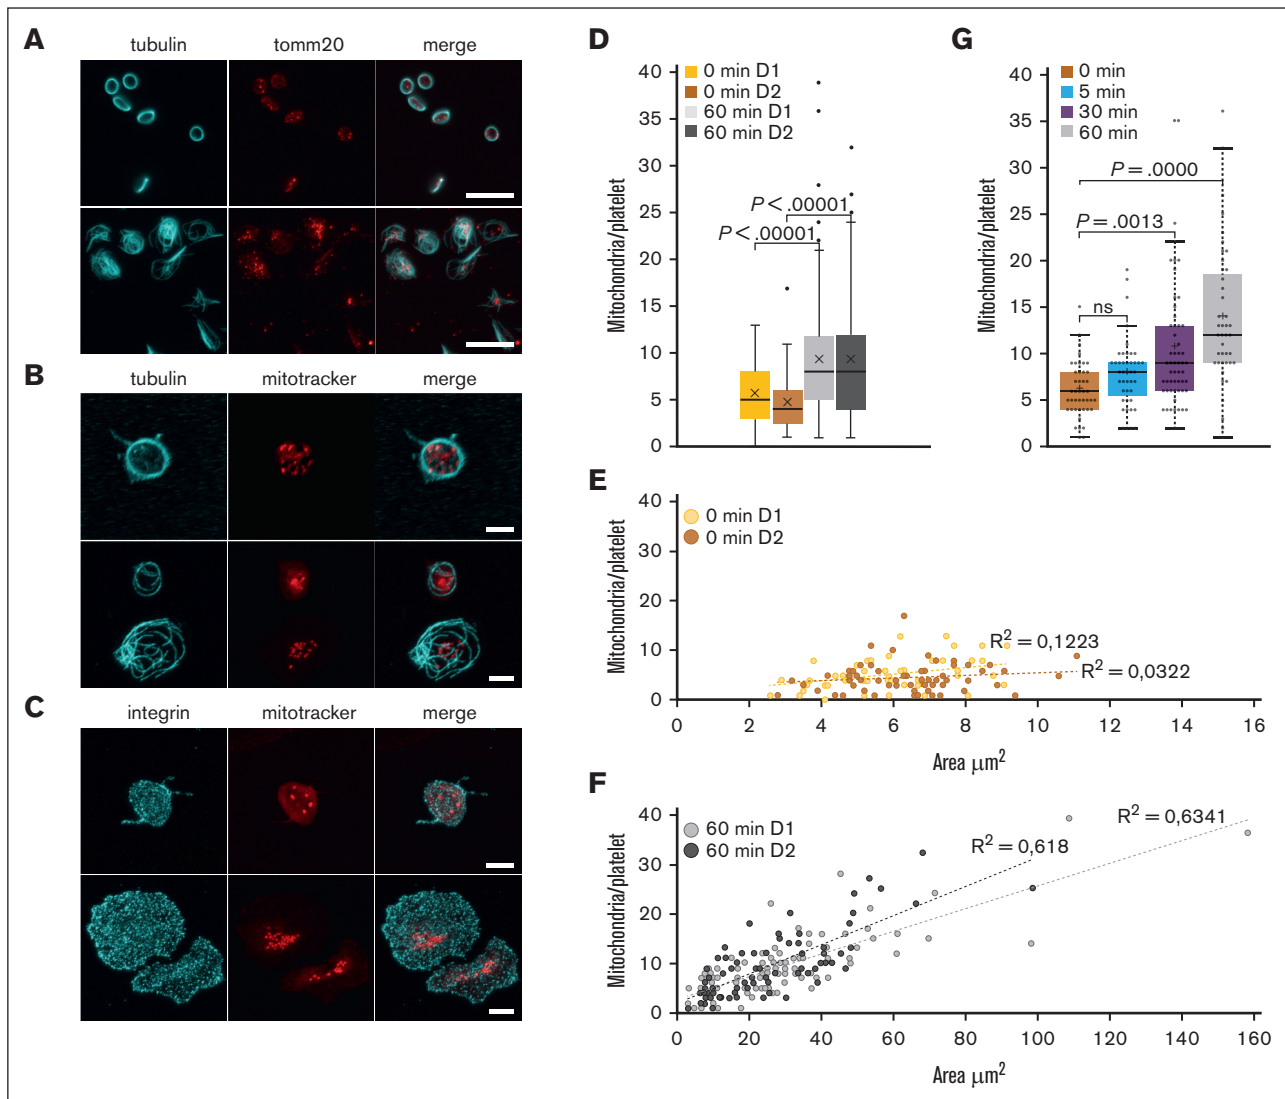 A
tubulin tomm20 merge
B
tubulin mitotracker merge
C
integrin mitotracker merge
D
40
35
30
25
20
15
10
5
0
Mitochondria/platelet
0 min D1
0 min D2
60 min D1
60 min D2
P < .00001
P < .00001
G
40
35
30
25
20
15
10
5
0
Mitochondria/platelet
0 min
5 min
30 min
60 min
P = .0000
P = .0013
ns
E
40
30
20
10
0
Mitochondria/platelet
0 min D1
0 min D2
R² = 0,1223
R² = 0,0322
0 2 4 6 8 10 12 14 16
Area μm²
F
40
30
20
10
0
Mitochondria/platelet
60 min D1
60 min D2
R² = 0,6341
R² = 0,618
0 20 40 60 80 100 120 140 160
Area μm²